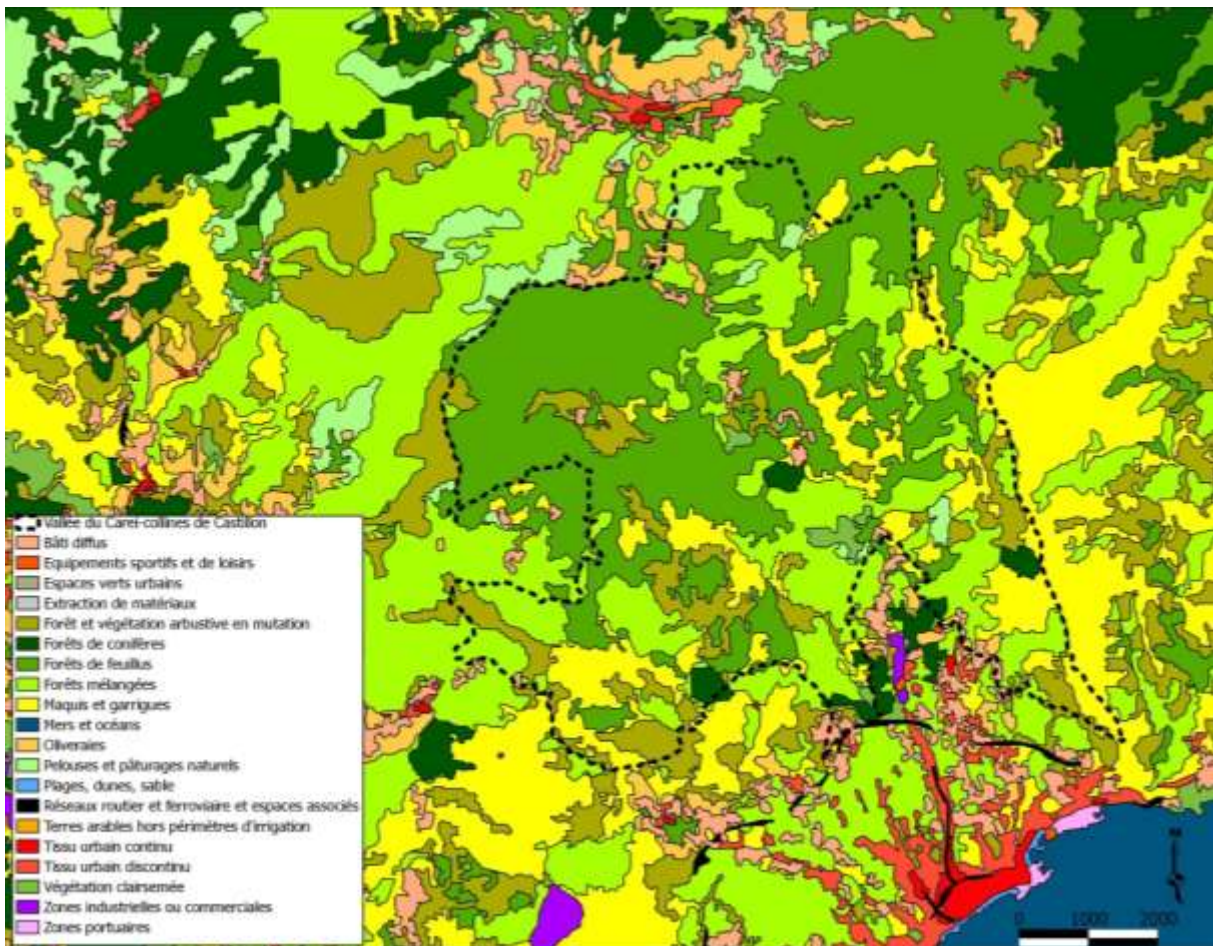 Vallée du Carei-collines de Castillon
Bâti diffus
Equipements sportifs et de loisirs
Espaces verts urbains
Extraction de matériaux
Forêt et végétation arbustive en mutation
Forêts de conifères
Forêts de feuillus
Forêts mélangées
Maquis et garrigues
Mers et océans
Oliveraies
Pelouses et pâturages naturels
Plages, dunes, sable
Réseaux routier et ferroviaire et espaces associés
Terres arables hors périmètres d'irrigation
Tissu urbain continu
Tissu urbain discontinu
Végétation clairsemée
Zones industrielles ou commerciales
Zones portuaires
N
0 1000 2000